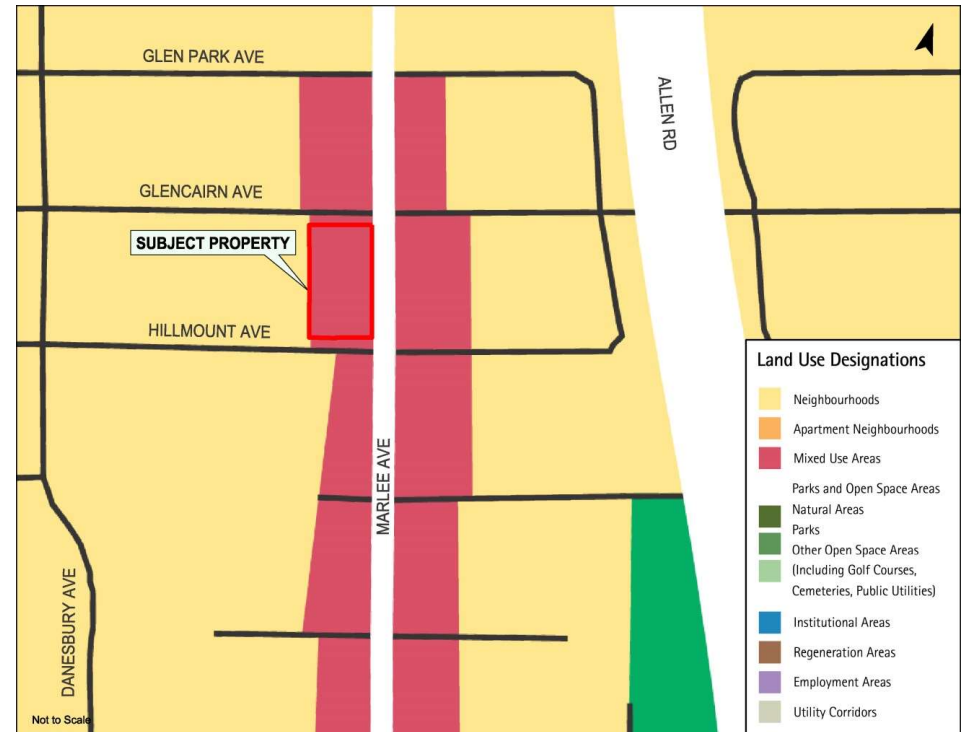 GLEN PARK AVE
ALLEN RD
GLENCAIRN AVE
SUBJECT PROPERTY
HILLMOUNT AVE
MARLEE AVE
DANESBURY AVE
Not to Scale
Land Use Designations
Neighbourhoods
Apartment Neighbourhoods
Mixed Use Areas
Parks and Open Space Areas
Natural Areas
Parks
Other Open Space Areas
(Including Golf Courses,
Cemeteries, Public Utilities)
Institutional Areas
Regeneration Areas
Employment Areas
Utility Corridors